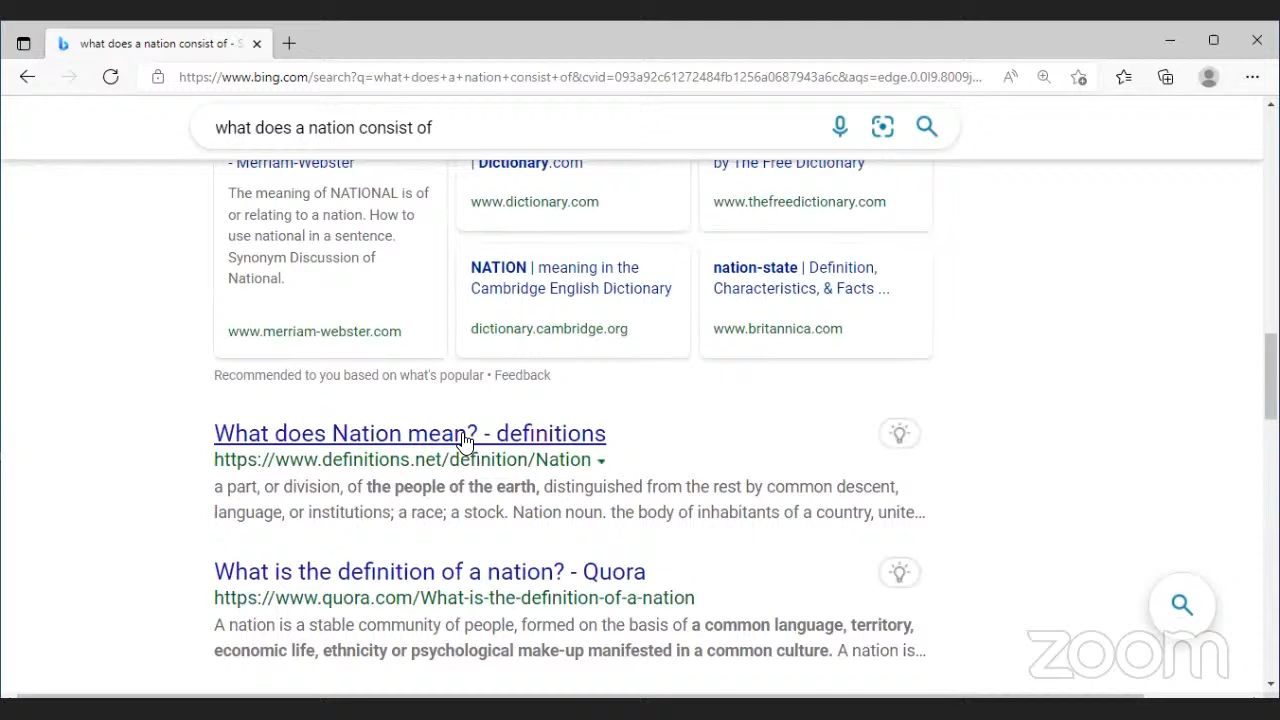 what does a nation consist of - S
https://www.bing.com/search?q=what+does+a+nation+consist+of&cvid=093a92c61272484fb1256a0687943a6c&aqs=edge.0.0l9.8009j...
what does a nation consist of
- Merriam-Webster
The meaning of NATIONAL is of
or relating to a nation. How to
use national in a sentence.
Synonym Discussion of
National.
www.merriam-webster.com
| Dictionary.com
www.dictionary.com
by The Free Dictionary
www.thefreedictionary.com
NATION | meaning in the
Cambridge English Dictionary
dictionary.cambridge.org
nation-state | Definition,
Characteristics, & Facts ...
www.britannica.com
Recommended to you based on what's popular • Feedback
What does Nation mean? - definitions
https://www.definitions.net/definition/Nation
a part, or division, of the people of the earth, distinguished from the rest by common descent,
language, or institutions; a race; a stock. Nation noun. the body of inhabitants of a country, unite...
What is the definition of a nation? - Quora
https://www.quora.com/What-is-the-definition-of-a-nation
A nation is a stable community of people, formed on the basis of a common language, territory,
economic life, ethnicity or psychological make-up manifested in a common culture. A nation is...
zoom